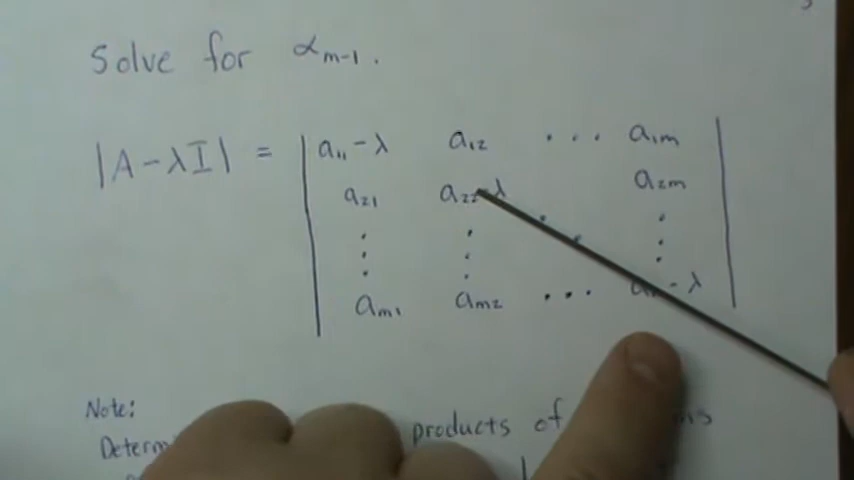 Solve for α_{m-1}.
|A - λI| = | a₁₁ - λ a₁₂ ... a₁ₘ |
a₂₁ a₂₂ - λ a₂ₘ
aₘ₁ aₘ₂ ... - λ
Note:
products of